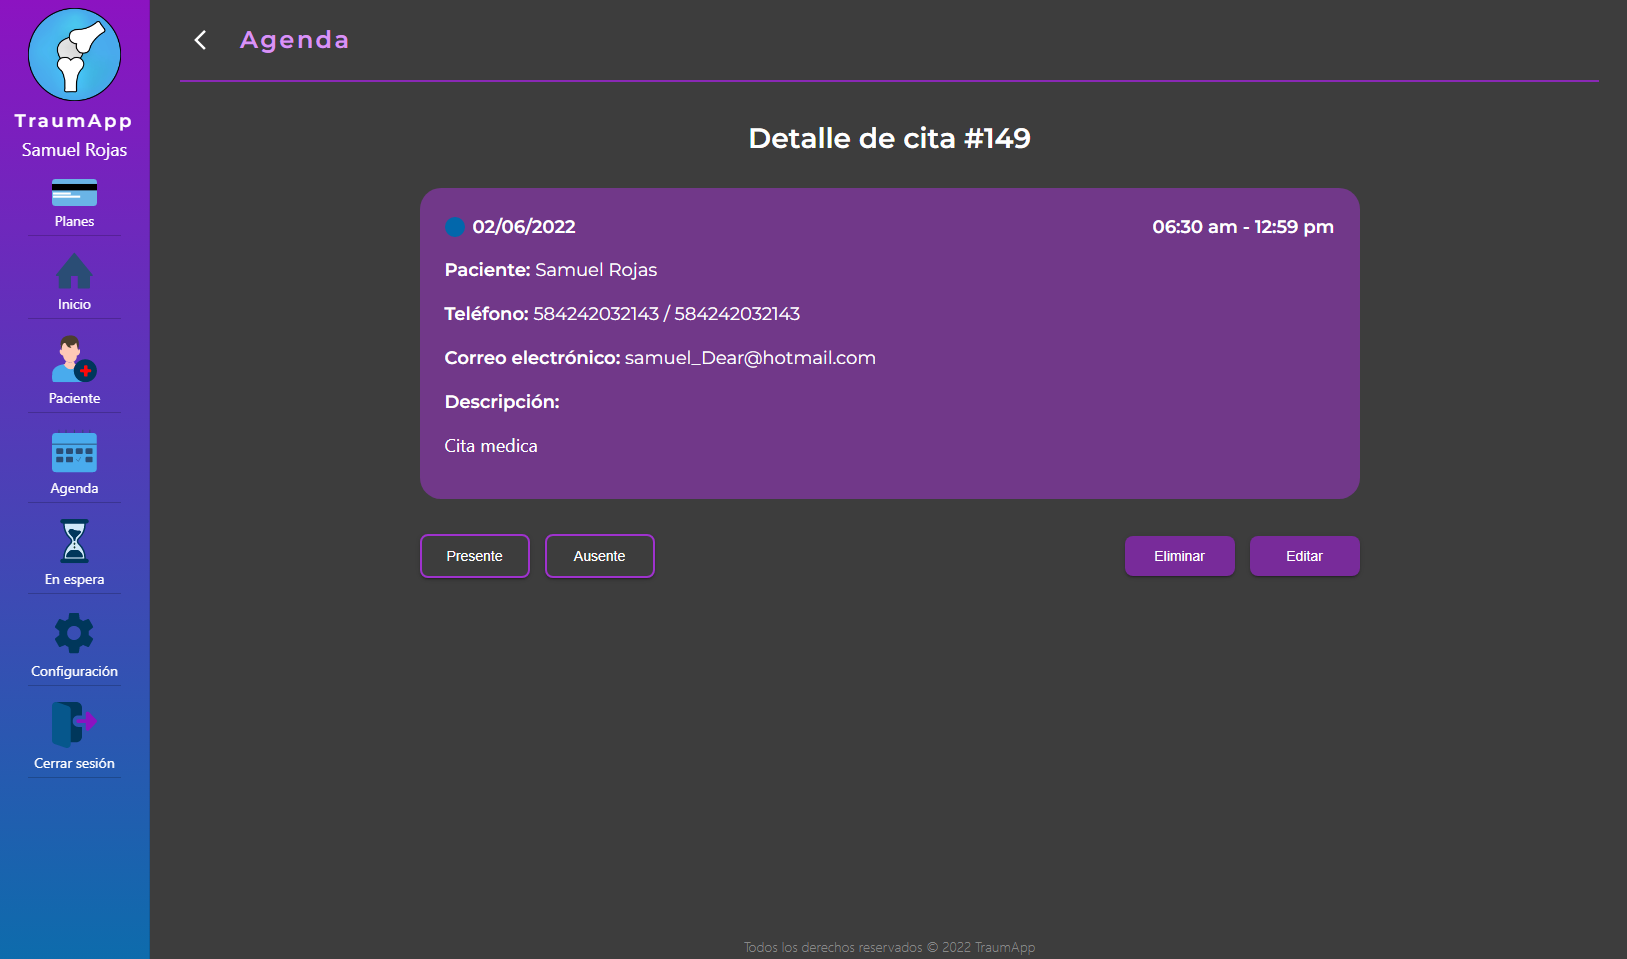 TraumApp
Samuel Rojas
Planes
Inicio
Paciente
Agenda
En espera
Configuración
Cerrar sesión
Agenda
Detalle de cita #149
02/06/2022 06:30 am - 12:59 pm
Paciente: Samuel Rojas
Teléfono: 584242032143 / 584242032143
Correo electrónico: samuel_Dear@hotmail.com
Descripción:
Cita medica
Presente Ausente Eliminar Editar
Todos los derechos reservados © 2022 TraumApp